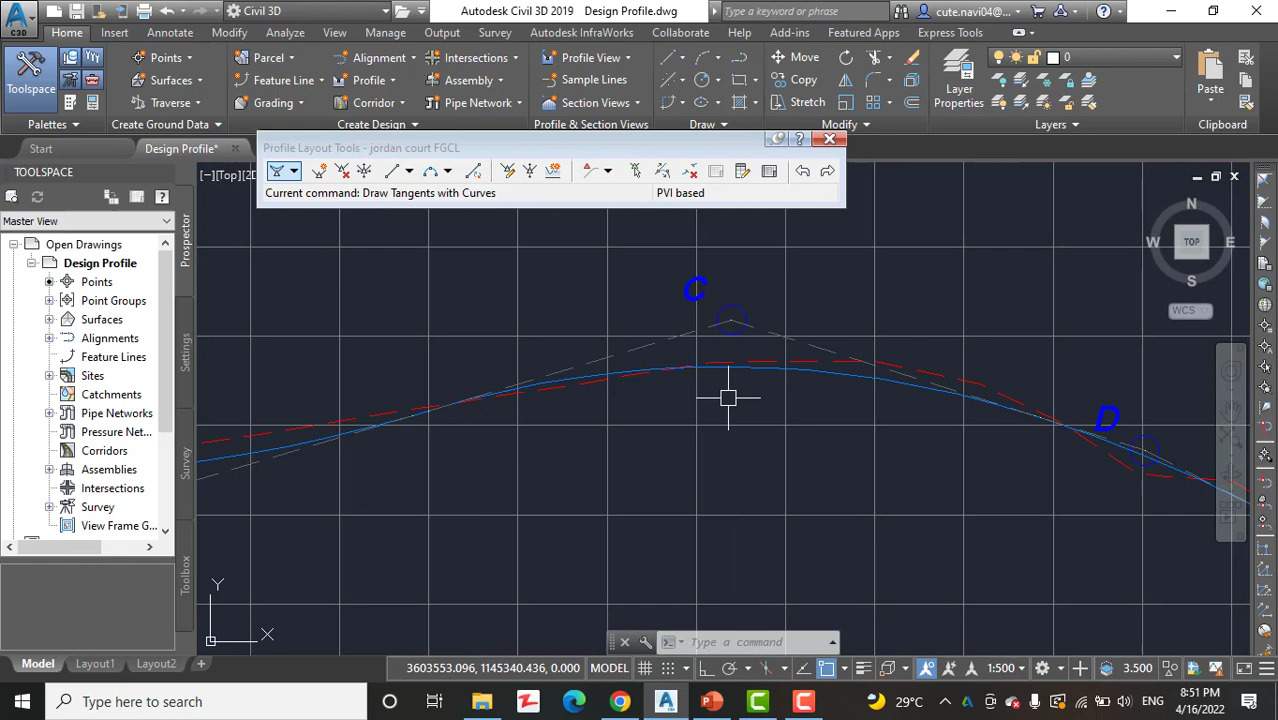 C3D
Civil 3D
Share
Autodesk Civil 3D 2019 Design Profile.dwg
Type a keyword or phrase
cute.navi04@...
Home Insert Annotate Modify Analyze View Manage Output Survey Autodesk InfraWorks Collaborate Help Add-ins Featured Apps Express Tools
Toolspace
Points
Surfaces
Traverse
Parcel
Feature Line
Grading
Alignment
Profile
Corridor
Intersections
Assembly
Pipe Network
Profile View
Sample Lines
Section Views
Move
Copy
Stretch
Layer
Properties
0
Paste
Palettes
Create Ground Data
Create Design
Profile & Section Views
Draw
Modify
Layers
Clipboard
Start
Design Profile*
Profile Layout Tools - jordan court FGCL
Current command: Draw Tangents with Curves
PVI based
TOOLSPACE
Master View
Open Drawings
Design Profile
Points
Point Groups
Surfaces
Alignments
Feature Lines
Sites
Catchments
Pipe Networks
Pressure Net
Corridors
Assemblies
Intersections
Survey
View Frame G...
Prospector
Settings
Survey
Toolbox
[−][Top][2D
C
D
N
W
TOP
E
S
WCS
Y
X
Type a command
Model
Layout1
Layout2
3603553.096, 1145340.436, 0.000
MODEL
1:500
3.500
Type here to search
29°C
ENG
8:51 PM
4/16/2022